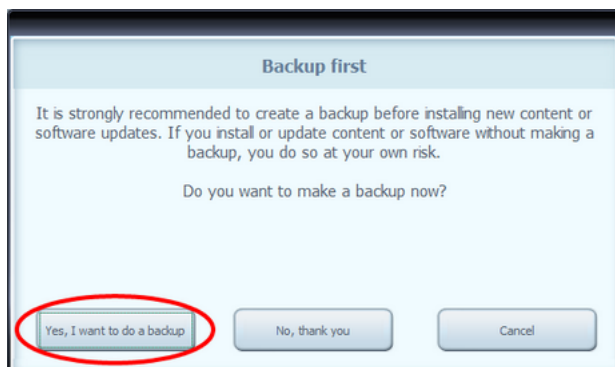 Backup first
It is strongly recommended to create a backup before installing new content or
software updates. If you install or update content or software without making a
backup, you do so at your own risk.
Do you want to make a backup now?
Yes, I want to do a backup
No, thank you
Cancel